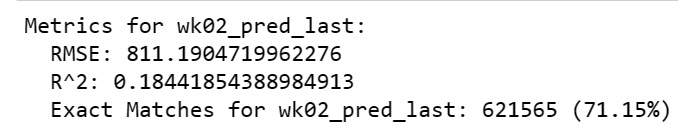 Metrics for wk02_pred_last:
RMSE: 811.1904719962276
R^2: 0.18441854388984913
Exact Matches for wk02_pred_last: 621565 (71.15%)